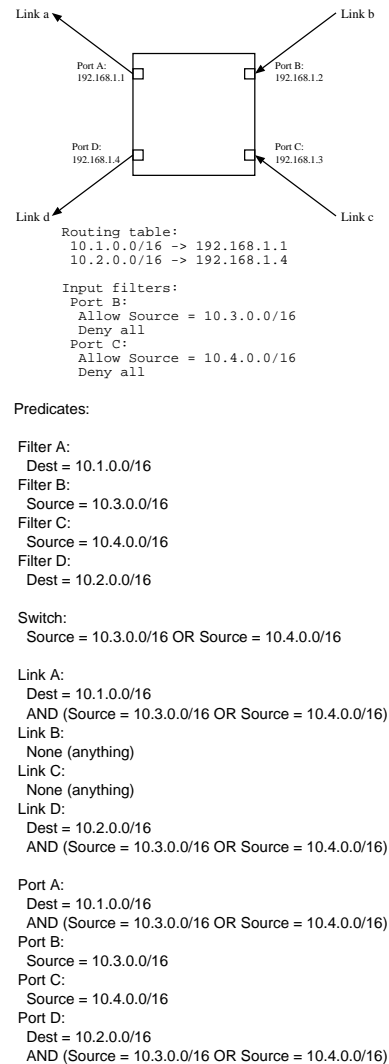 Link a
Link b
Port A:
192.168.1.1
Port B:
192.168.1.2
Port D:
192.168.1.4
Port C:
192.168.1.3
Link d
Link c
Routing table:
10.1.0.0/16 -> 192.168.1.1
10.2.0.0/16 -> 192.168.1.4
Input filters:
Port B:
Allow Source = 10.3.0.0/16
Deny all
Port C:
Allow Source = 10.4.0.0/16
Deny all
Predicates:
Filter A:
Dest = 10.1.0.0/16
Filter B:
Source = 10.3.0.0/16
Filter C:
Source = 10.4.0.0/16
Filter D:
Dest = 10.2.0.0/16
Switch:
Source = 10.3.0.0/16 OR Source = 10.4.0.0/16
Link A:
Dest = 10.1.0.0/16
AND (Source = 10.3.0.0/16 OR Source = 10.4.0.0/16)
Link B:
None (anything)
Link C:
None (anything)
Link D:
Dest = 10.2.0.0/16
AND (Source = 10.3.0.0/16 OR Source = 10.4.0.0/16)
Port A:
Dest = 10.1.0.0/16
AND (Source = 10.3.0.0/16 OR Source = 10.4.0.0/16)
Port B:
Source = 10.3.0.0/16
Port C:
Source = 10.4.0.0/16
Port D:
Dest = 10.2.0.0/16
AND (Source = 10.3.0.0/16 OR Source = 10.4.0.0/16)